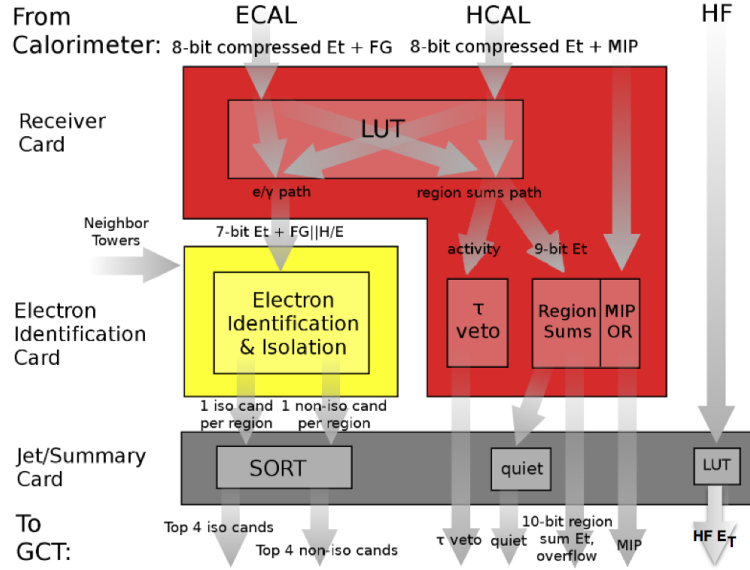 From
Calorimeter:
ECAL
HCAL
HF
8-bit compressed Et + FG
8-bit compressed Et + MIP
Receiver
Card
LUT
e/γ path
region sums path
Neighbor
Towers
7-bit Et + FG||H/E
activity
9-bit Et
Electron
Identification
Card
Electron
Identification
& Isolation
τ
veto
Region
Sums
MIP
OR
1 iso cand
per region
1 non-iso cand
per region
Jet/Summary
Card
SORT
quiet
LUT
To
GCT:
Top 4 iso cands
Top 4 non-iso cands
τ veto
quiet
10-bit region
sum Et,
overflow
MIP
HF ET